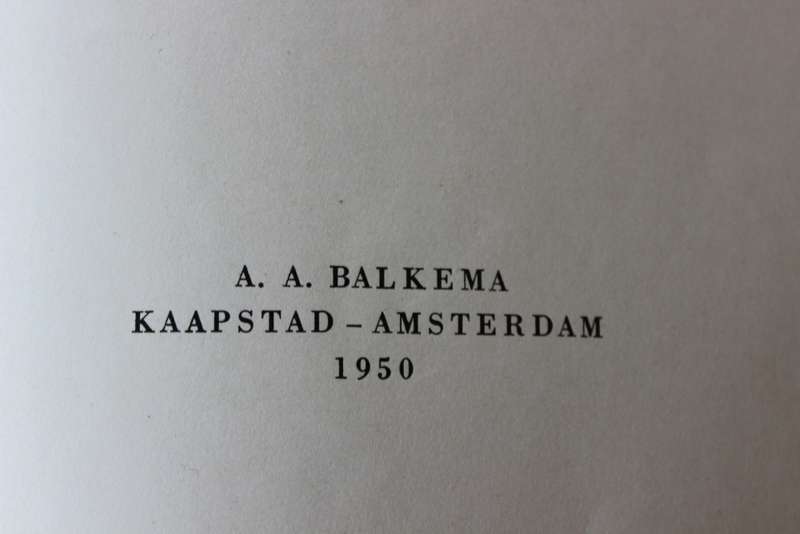 A. A. BALKEMA
KAAPSTAD – AMSTERDAM
1950